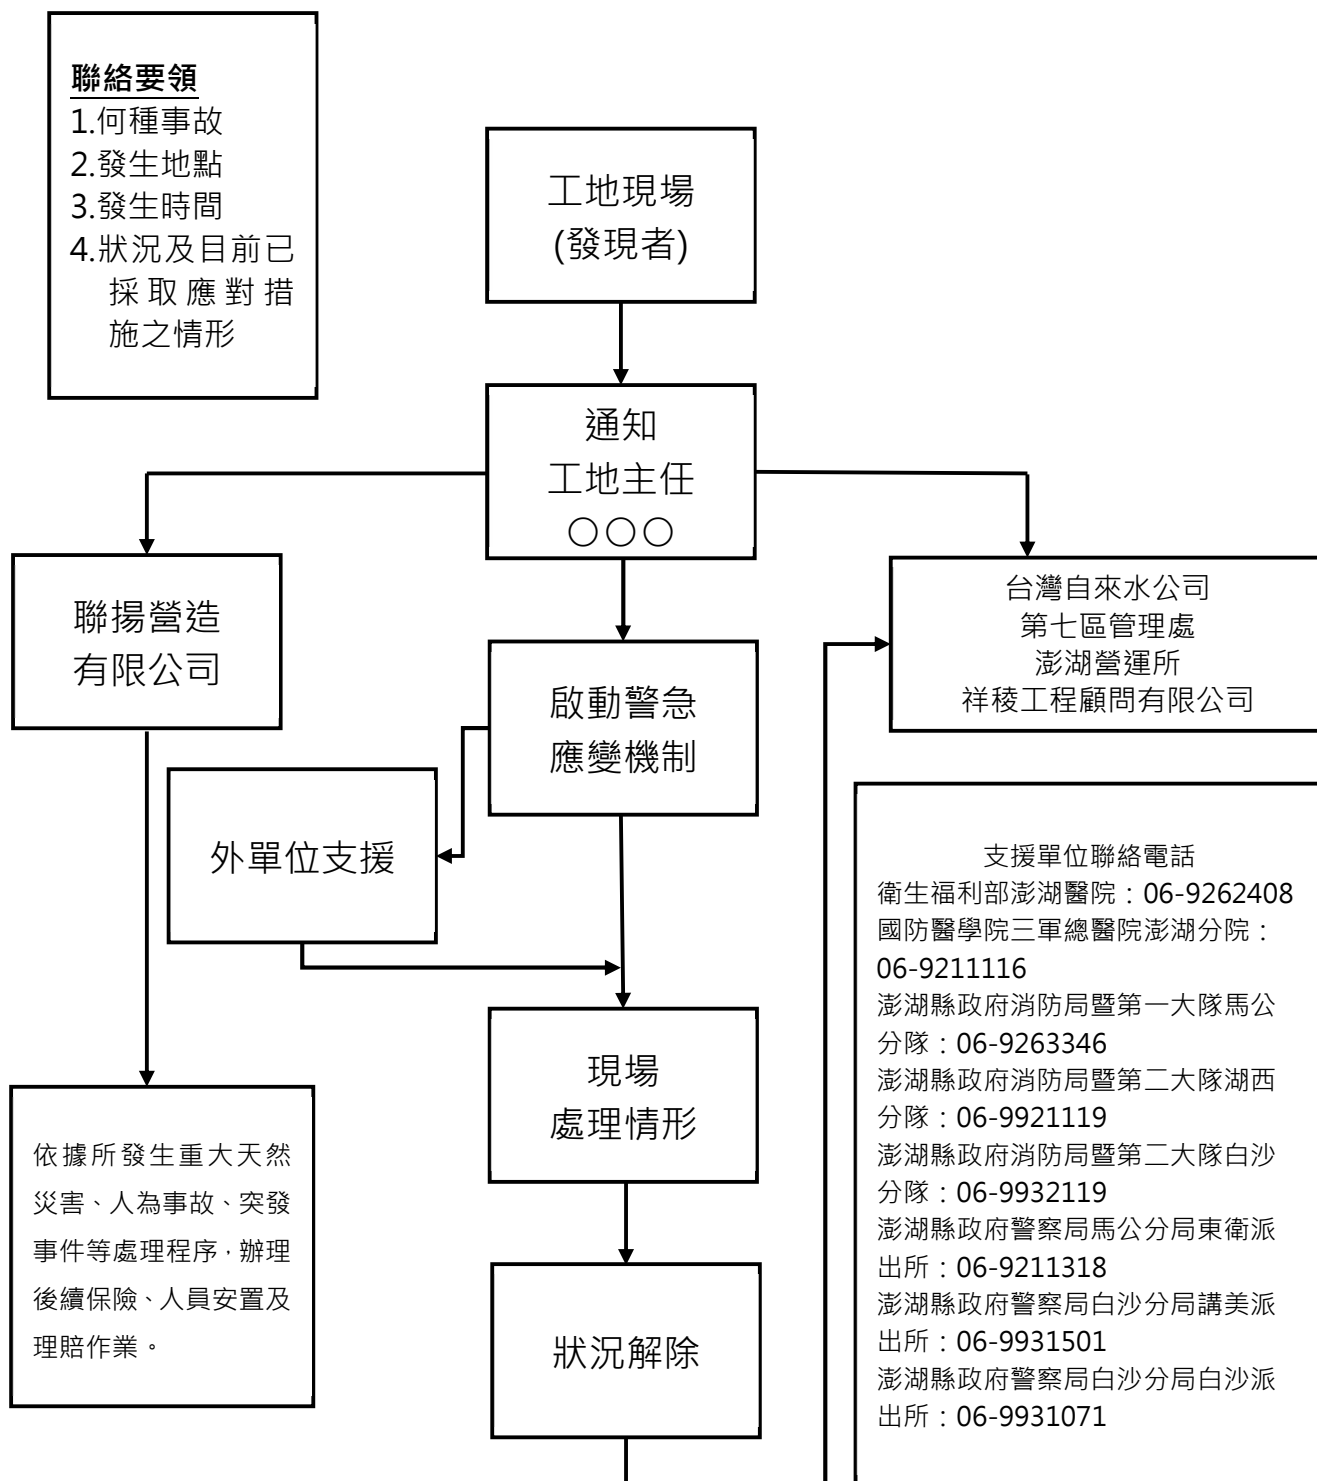 聯絡要領
1.何種事故
2.發生地點
3.發生時間
4.狀況及目前已
採取應對措
施之情形
工地現場
(發現者)
通知
工地主任
○○○
聯揚營造
有限公司
台灣自來水公司
第七區管理處
澎湖營運所
祥稜工程顧問有限公司
啟動警急
應變機制
外單位支援
現場
處理情形
狀況解除
依據所發生重大天然
災害、人為事故、突發
事件等處理程序，辦理
後續保險、人員安置及
理賠作業。
支援單位聯絡電話
衛生福利部澎湖醫院：06-9262408
國防醫學院三軍總醫院澎湖分院：
06-9211116
澎湖縣政府消防局暨第一大隊馬公
分隊：06-9263346
澎湖縣政府消防局暨第二大隊湖西
分隊：06-9921119
澎湖縣政府消防局暨第二大隊白沙
分隊：06-9932119
澎湖縣政府警察局馬公分局東衛派
出所：06-9211318
澎湖縣政府警察局白沙分局講美派
出所：06-9931501
澎湖縣政府警察局白沙分局白沙派
出所：06-9931071